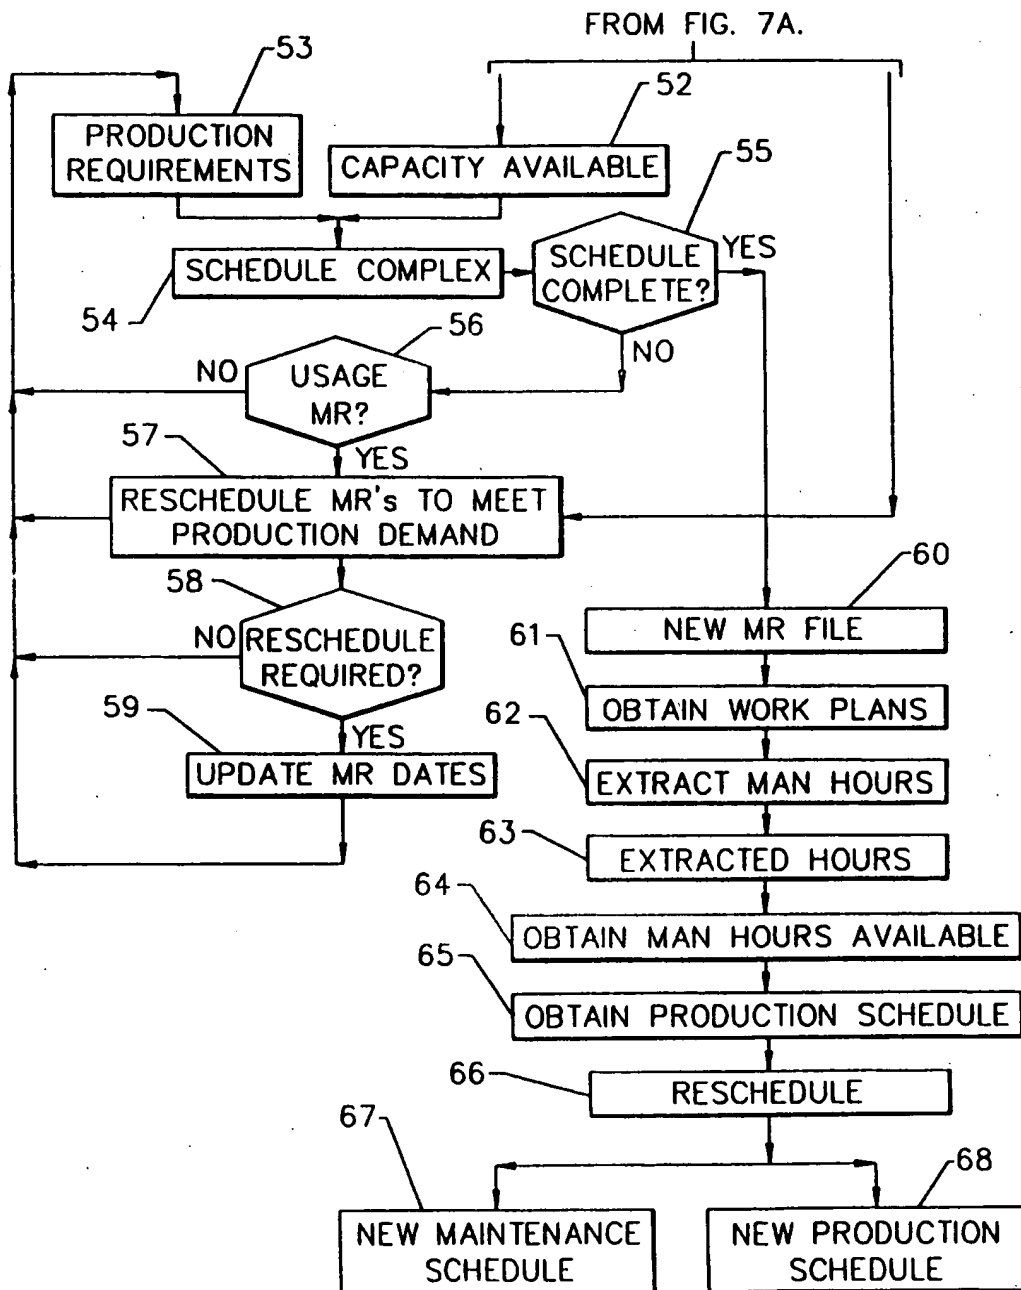 FROM FIG. 7A.
53
52
PRODUCTION
REQUIREMENTS
CAPACITY AVAILABLE
55
SCHEDULE COMPLEX
SCHEDULE
COMPLETE?
YES
54
56
NO
NO
USAGE
MR?
57
YES
RESCHEDULE MR's TO MEET
PRODUCTION DEMAND
58
60
NO
RESCHEDULE
REQUIRED?
NEW MR FILE
61
59
YES
OBTAIN WORK PLANS
62
UPDATE MR DATES
EXTRACT MAN HOURS
63
EXTRACTED HOURS
64
OBTAIN MAN HOURS AVAILABLE
65
OBTAIN PRODUCTION SCHEDULE
66
RESCHEDULE
67
68
NEW MAINTENANCE
SCHEDULE
NEW PRODUCTION
SCHEDULE